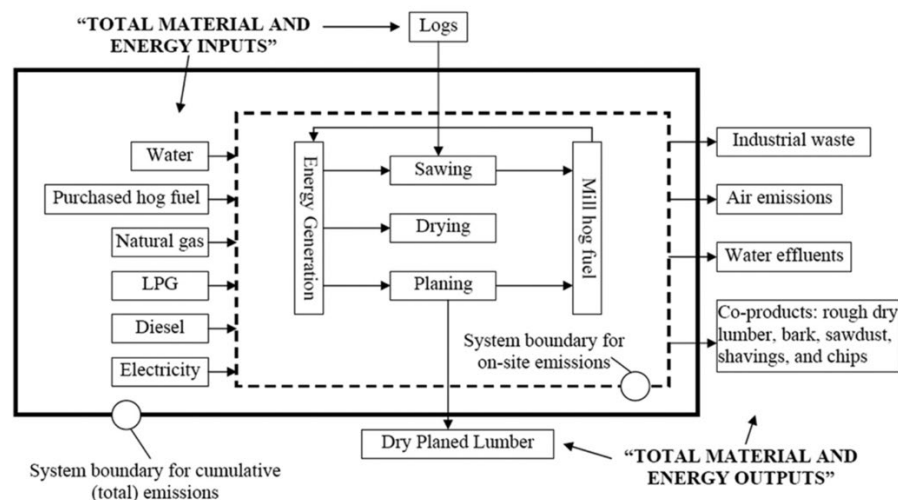 “TOTAL MATERIAL AND
ENERGY INPUTS”
Logs
Water
Purchased hog fuel
Natural gas
LPG
Diesel
Electricity
Energy Generation
Sawing
Drying
Planing
Mill hog fuel
System boundary for
on-site emissions
Industrial waste
Air emissions
Water effluents
Co-products: rough dry
lumber, bark, sawdust,
shavings, and chips
Dry Planed Lumber
System boundary for cumulative
(total) emissions
“TOTAL MATERIAL AND
ENERGY OUTPUTS”